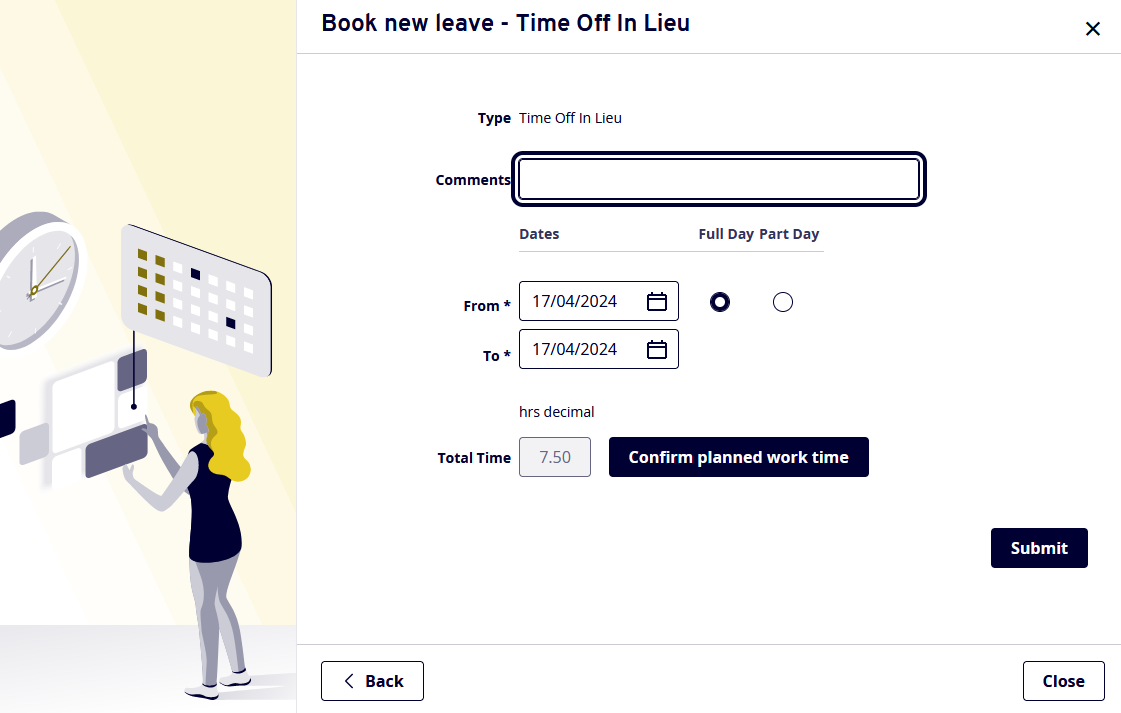 Book new leave - Time Off In Lieu
Type Time Off In Lieu
Comments
Dates Full Day Part Day
From * 17/04/2024
To * 17/04/2024
hrs decimal
Total Time 7.50 Confirm planned work time
Submit
Back Close